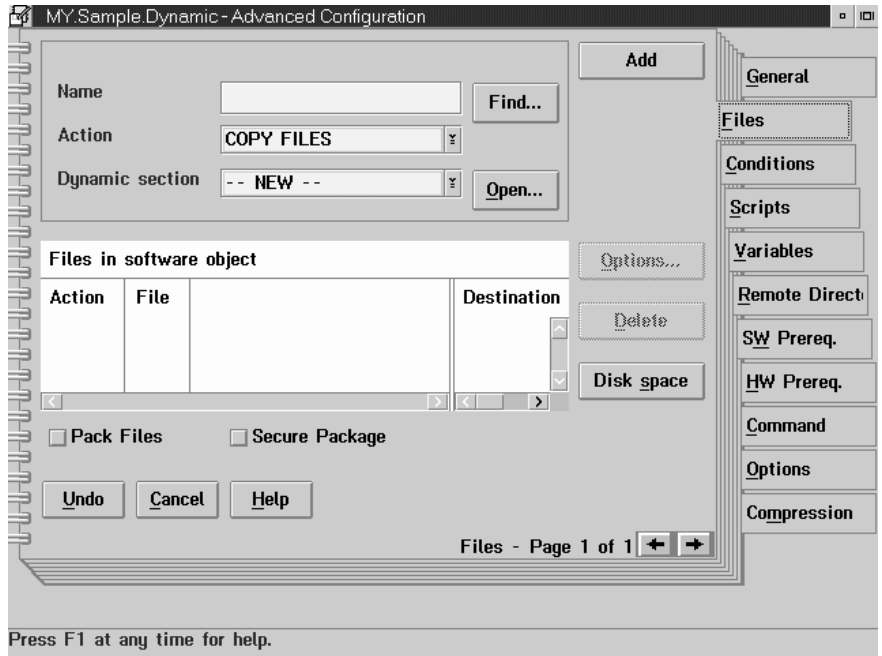 MY.Sample.Dynamic - Advanced Configuration
Name
Find...
Action
COPY FILES
Dynamic section
-- NEW --
Open...
Add
Files in software object
Action File Destination
Options...
Delete
Disk space
Pack Files
Secure Package
Undo
Cancel
Help
Files - Page 1 of 1
General
Files
Conditions
Scripts
Variables
Remote Direct
SW Prereq.
HW Prereq.
Command
Options
Compression
Press F1 at any time for help.